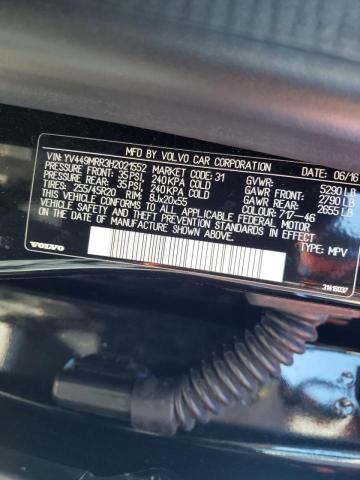 MFD BY VOLVO CAR CORPORATION DATE: 06/16
VIN: YV449MRR3H2021552 MARKET CODE: 31 GVWR: 5290 LB
PRESSURE FRONT: 35 PSI, 240 KPA COLD GAWR FRONT: 2790 LB
PRESSURE REAR: 35 PSI, 240 KPA COLD GAWR REAR: 2655 LB
TIRES: 255/45R20 RIM, 8Jx20x55 COLOUR: 717-46
VEHICLE CONFORMS TO ALL APPLICABLE FEDERAL MOTOR
VEHICLE SAFETY AND THEFT PREVENTION STANDARDS IN EFFECT
ON THE DATE OF MANUFACTURE SHOWN ABOVE. TYPE: MPV
VOLVO 31416037